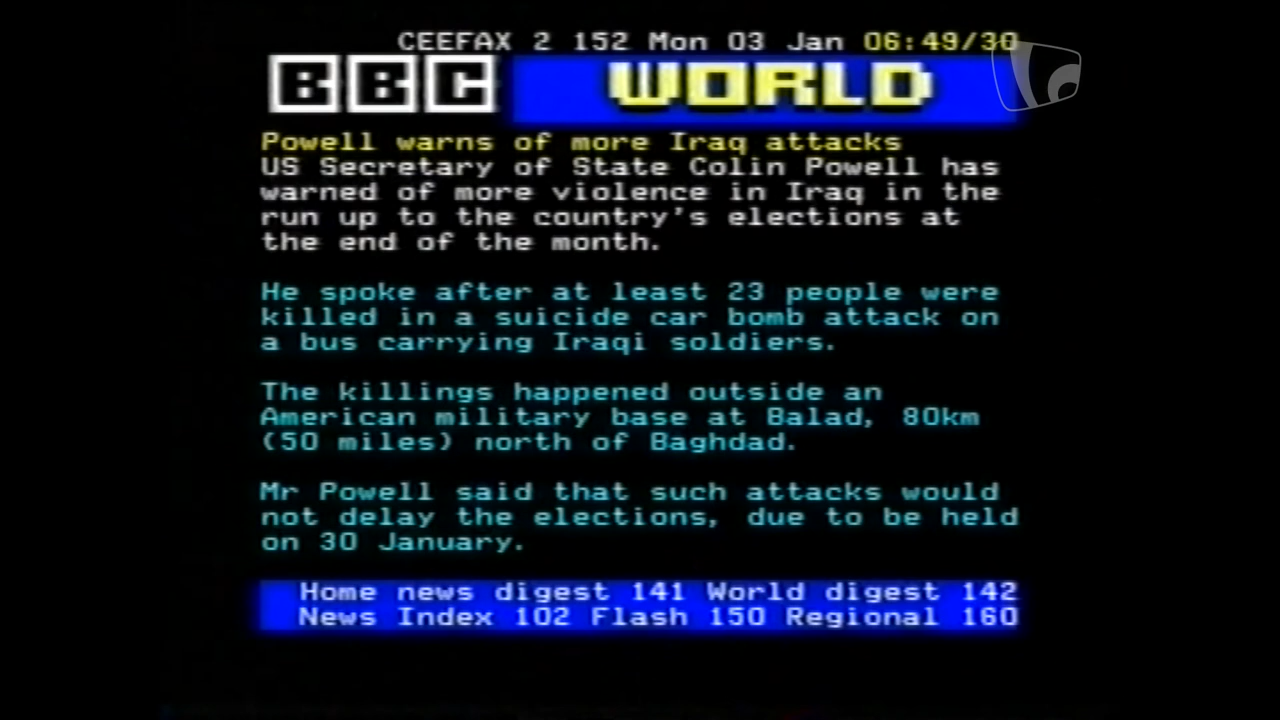 CEEFAX 2 152 Mon 03 Jan 06:49/30
BBC WORLD
Powell warns of more Iraq attacks
US Secretary of State Colin Powell has
warned of more violence in Iraq in the
run up to the country's elections at
the end of the month.
He spoke after at least 23 people were
killed in a suicide car bomb attack on
a bus carrying Iraqi soldiers.
The killings happened outside an
American military base at Balad, 80km
(50 miles) north of Baghdad.
Mr Powell said that such attacks would
not delay the elections, due to be held
on 30 January.
Home news digest 141 World digest 142
News Index 102 Flash 150 Regional 160